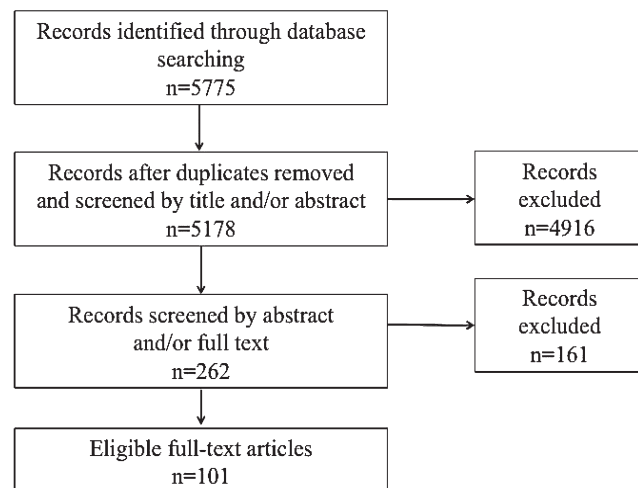 Records identified through database
searching
n=5775
Records after duplicates removed
and screened by title and/or abstract
n=5178
Records
excluded
n=4916
Records screened by abstract
and/or full text
n=262
Records
excluded
n=161
Eligible full-text articles
n=101